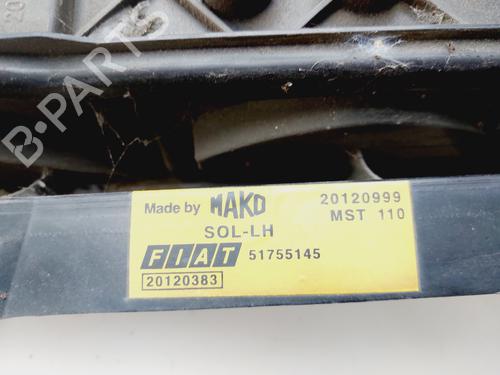 B-PARTS
Made by MAKO 20120999
MST 110
SOL-LH
FIAT 51755145
20120383